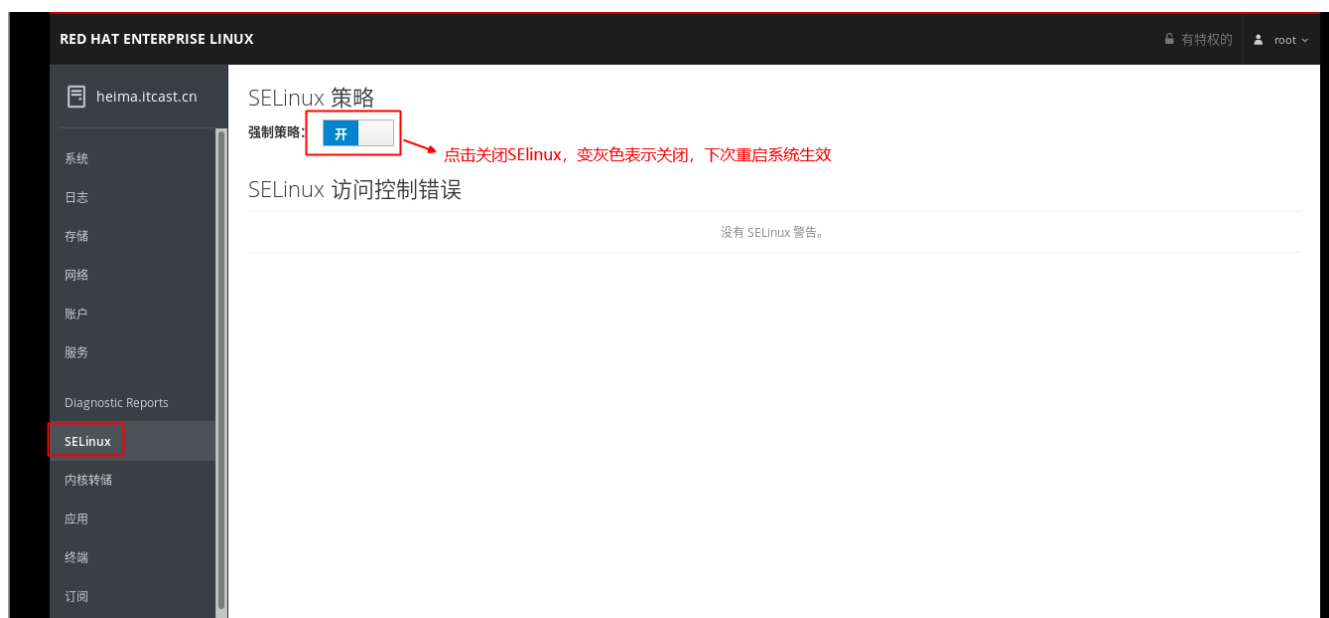 RED HAT ENTERPRISE LINUX
有特权的 root
heima.itcast.cn
系统
日志
存储
网络
账户
服务
Diagnostic Reports
SELinux
内核转储
应用
终端
订阅
SELinux 策略
强制策略: 开
点击关闭SElinux，变灰色表示关闭，下次重启系统生效
SELinux 访问控制错误
没有 SELinux 警告。